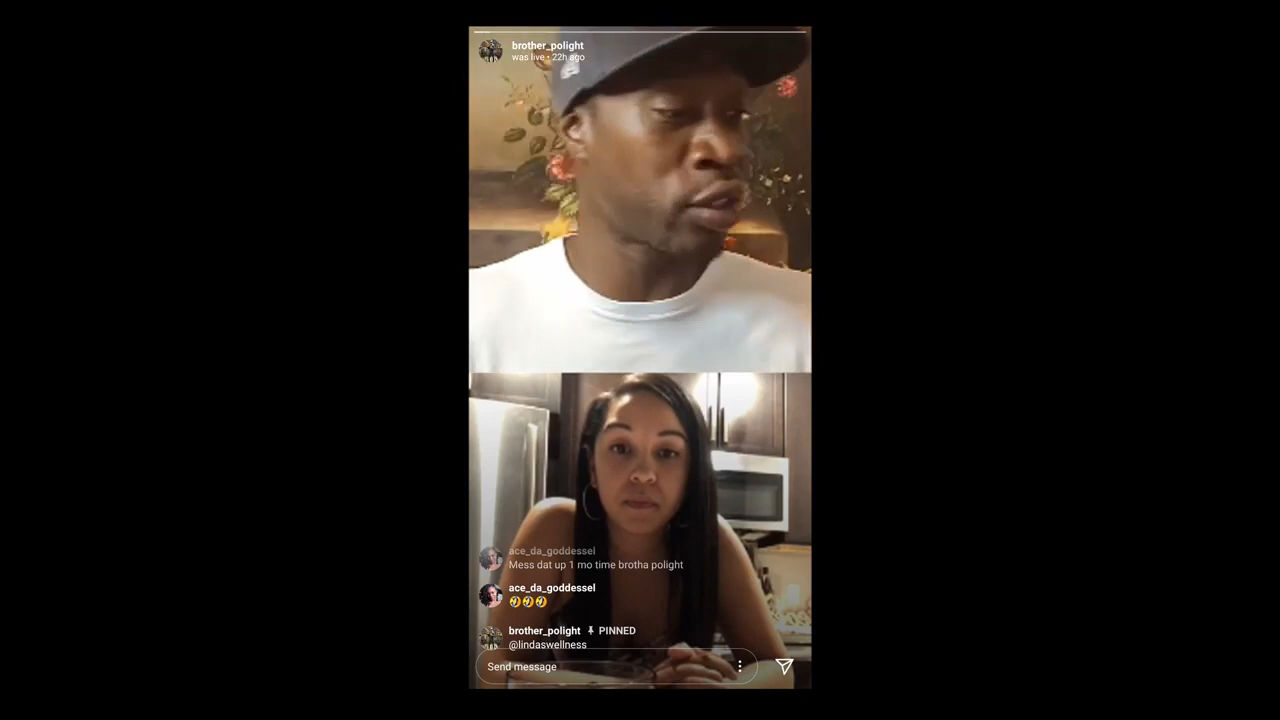 brother_polight
was live • 22h ago
ace_da_goddessel
Mess dat up 1 mo time brotha polight
ace_da_goddessel
🤣🤣🤣
brother_polight PINNED
@lindaswellness
Send message